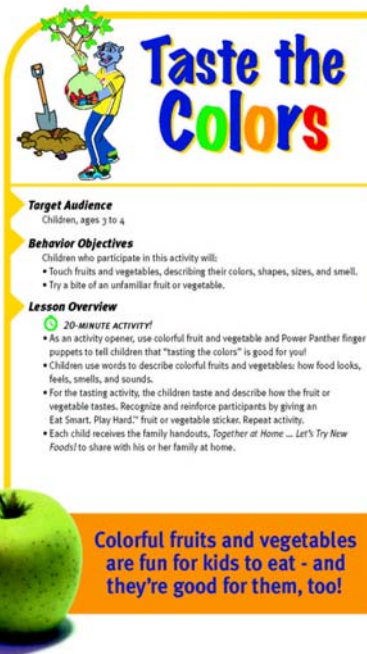 Taste the
Colors
Target Audience
Children, ages 3 to 4
Behavior Objectives
Children who participate in this activity will:
• Touch fruits and vegetables, describing their colors, shapes, sizes, and smell.
• Try a bite of an unfamiliar fruit or vegetable.
Lesson Overview
20-MINUTE ACTIVITY!
• As an activity opener, use colorful fruit and vegetable and Power Panther finger
puppets to tell children that “tasting the colors” is good for you!
• Children use words to describe colorful fruits and vegetables: how food looks,
feels, smells, and sounds.
• For the tasting activity, the children taste and describe how the fruit or
vegetable tastes. Recognize and reinforce participants by giving an
Eat Smart. Play Hard.™ fruit or vegetable sticker. Repeat activity.
• Each child receives the family handouts, Together at Home ... Let's Try New
Foods! to share with his or her family at home.
Colorful fruits and vegetables
are fun for kids to eat - and
they're good for them, too!